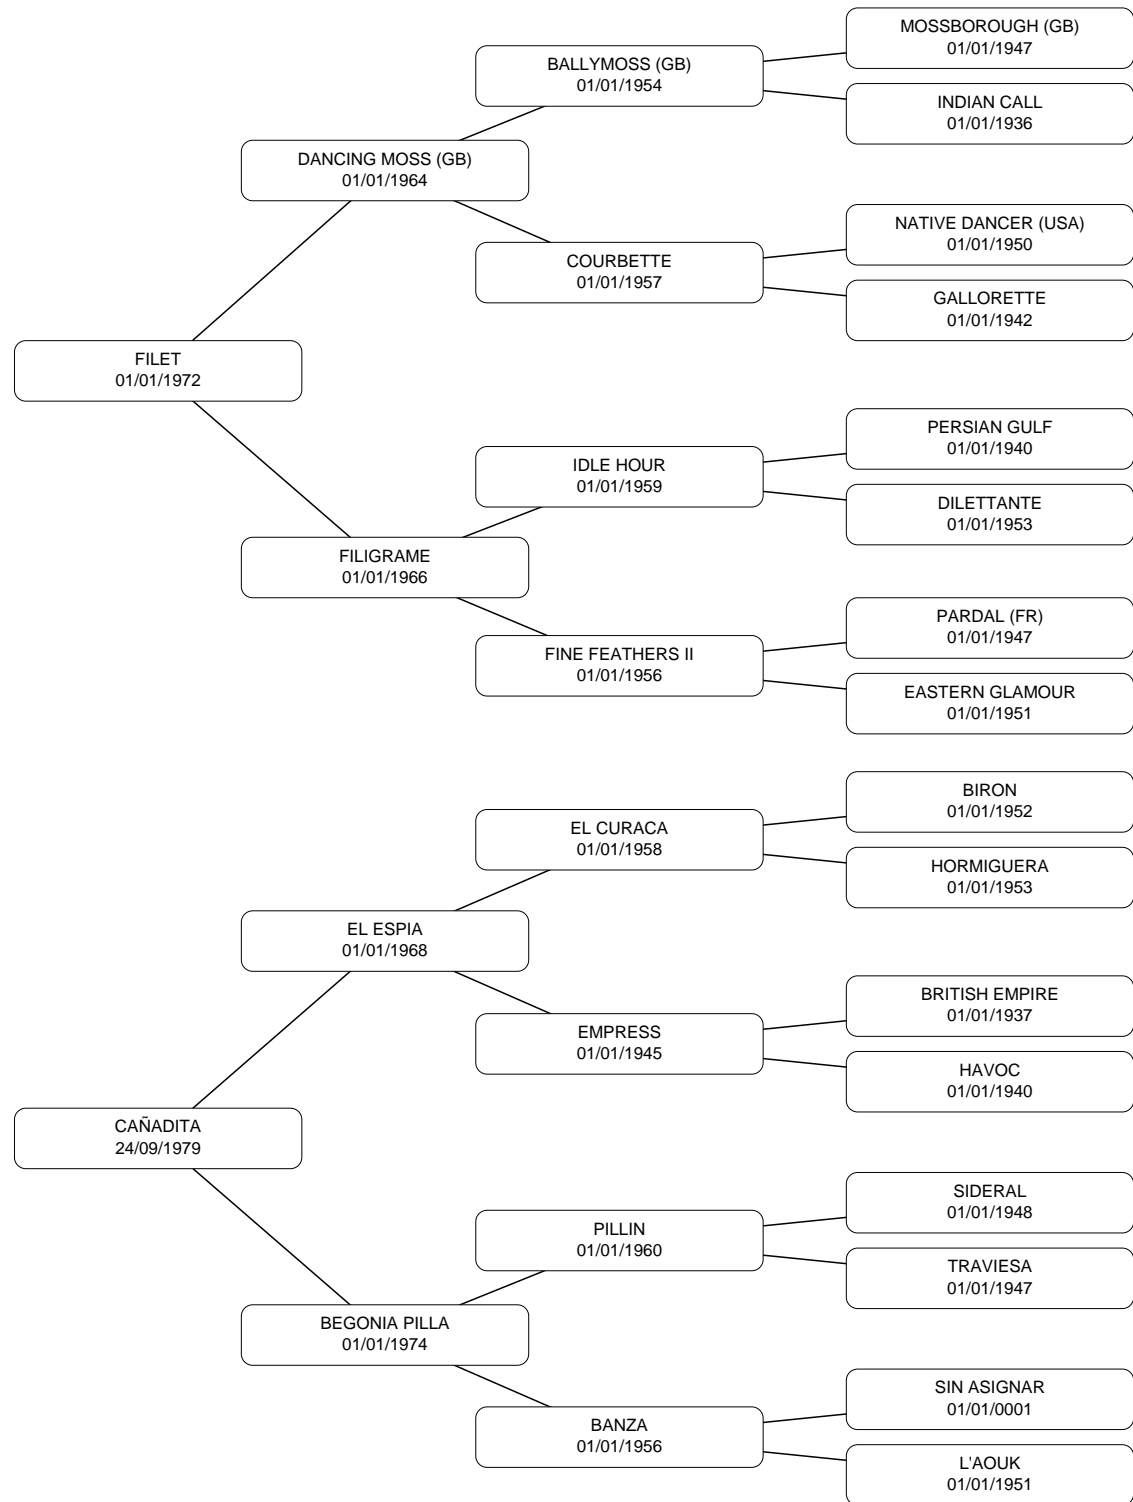 MOSSBOROUGH (GB)
01/01/1947
BALLYMOSS (GB)
01/01/1954
INDIAN CALL
01/01/1936
DANCING MOSS (GB)
01/01/1964
NATIVE DANCER (USA)
01/01/1950
COURBETTE
01/01/1957
GALLORETTE
01/01/1942
FILET
01/01/1972
PERSIAN GULF
01/01/1940
IDLE HOUR
01/01/1959
DILETTANTE
01/01/1953
FILIGRAME
01/01/1966
PARDAL (FR)
01/01/1947
FINE FEATHERS II
01/01/1956
EASTERN GLAMOUR
01/01/1951
BIRON
01/01/1952
EL CURACA
01/01/1958
HORMIGUERA
01/01/1953
EL ESPIA
01/01/1968
BRITISH EMPIRE
01/01/1937
EMPRESS
01/01/1945
HAVOC
01/01/1940
CAÑADITA
24/09/1979
SIDERAL
01/01/1948
PILLIN
01/01/1960
TRAVIESA
01/01/1947
BEGONIA PILLA
01/01/1974
SIN ASIGNAR
01/01/0001
BANZA
01/01/1956
L'AOUK
01/01/1951